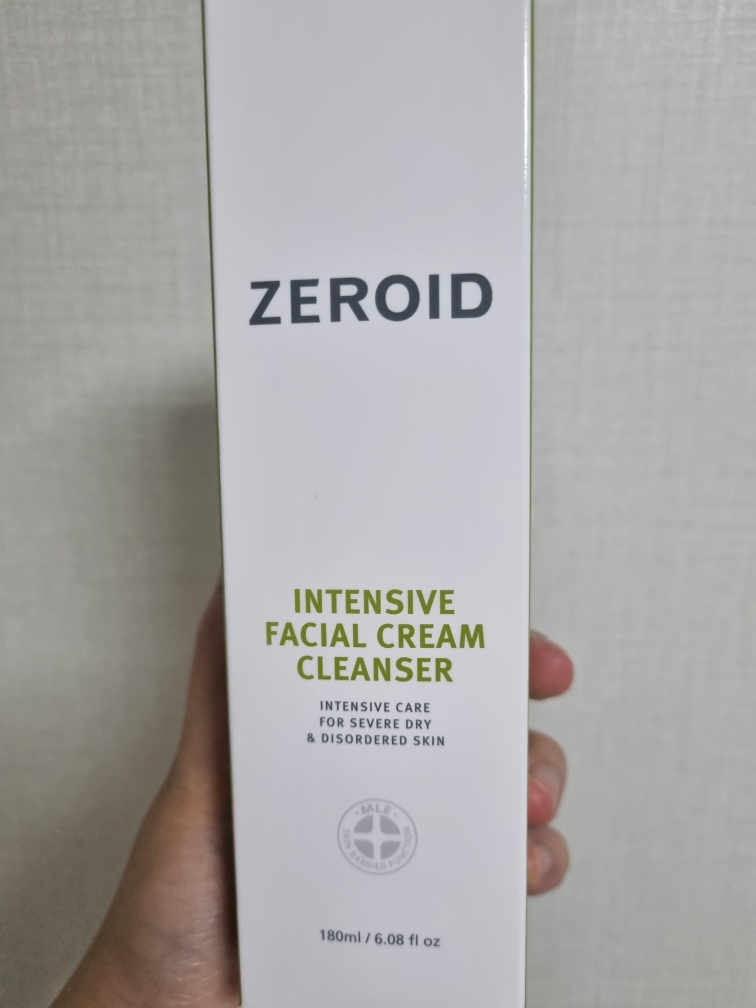 ZEROID
INTENSIVE
FACIAL CREAM
CLEANSER
INTENSIVE CARE
FOR SEVERE DRY
& DISORDERED SKIN
·MLE·
SKIN BARRIER FUNCTION
180ml / 6.08 fl oz